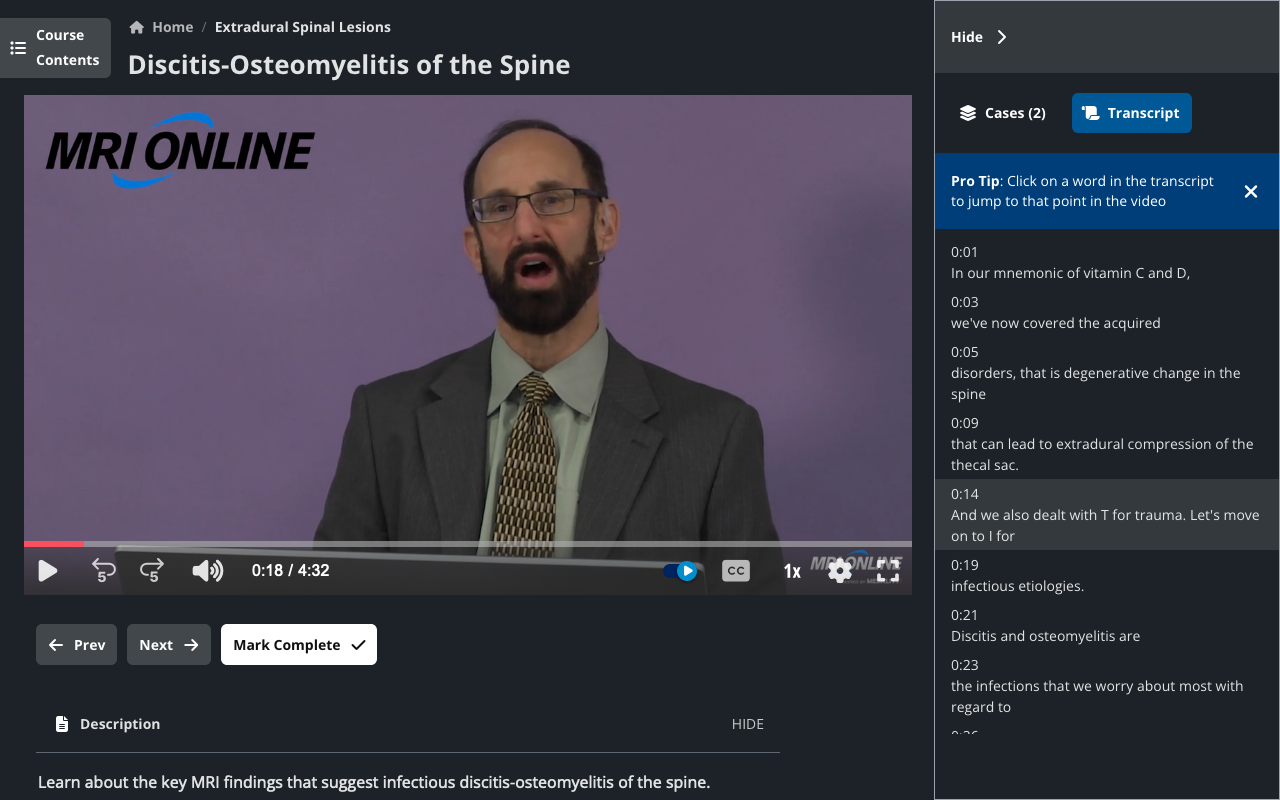 Course
Contents
Home / Extradural Spinal Lesions
Discitis-Osteomyelitis of the Spine
MRI ONLINE
MRI ONLINE
5
5
0:18 / 4:32
CC
1x
Prev
Next
Mark Complete
Description
HIDE
Learn about the key MRI findings that suggest infectious discitis-osteomyelitis of the spine.
Hide
Cases (2)
Transcript
Pro Tip: Click on a word in the transcript
to jump to that point in the video
0:01
In our mnemonic of vitamin C and D,
0:03
we've now covered the acquired
0:05
disorders, that is degenerative change in the
spine
0:09
that can lead to extradural compression of the
thecal sac.
0:14
And we also dealt with T for trauma. Let's move
on to I for
0:19
infectious etiologies.
0:21
Discitis and osteomyelitis are
0:23
the infections that we worry about most with
regard to